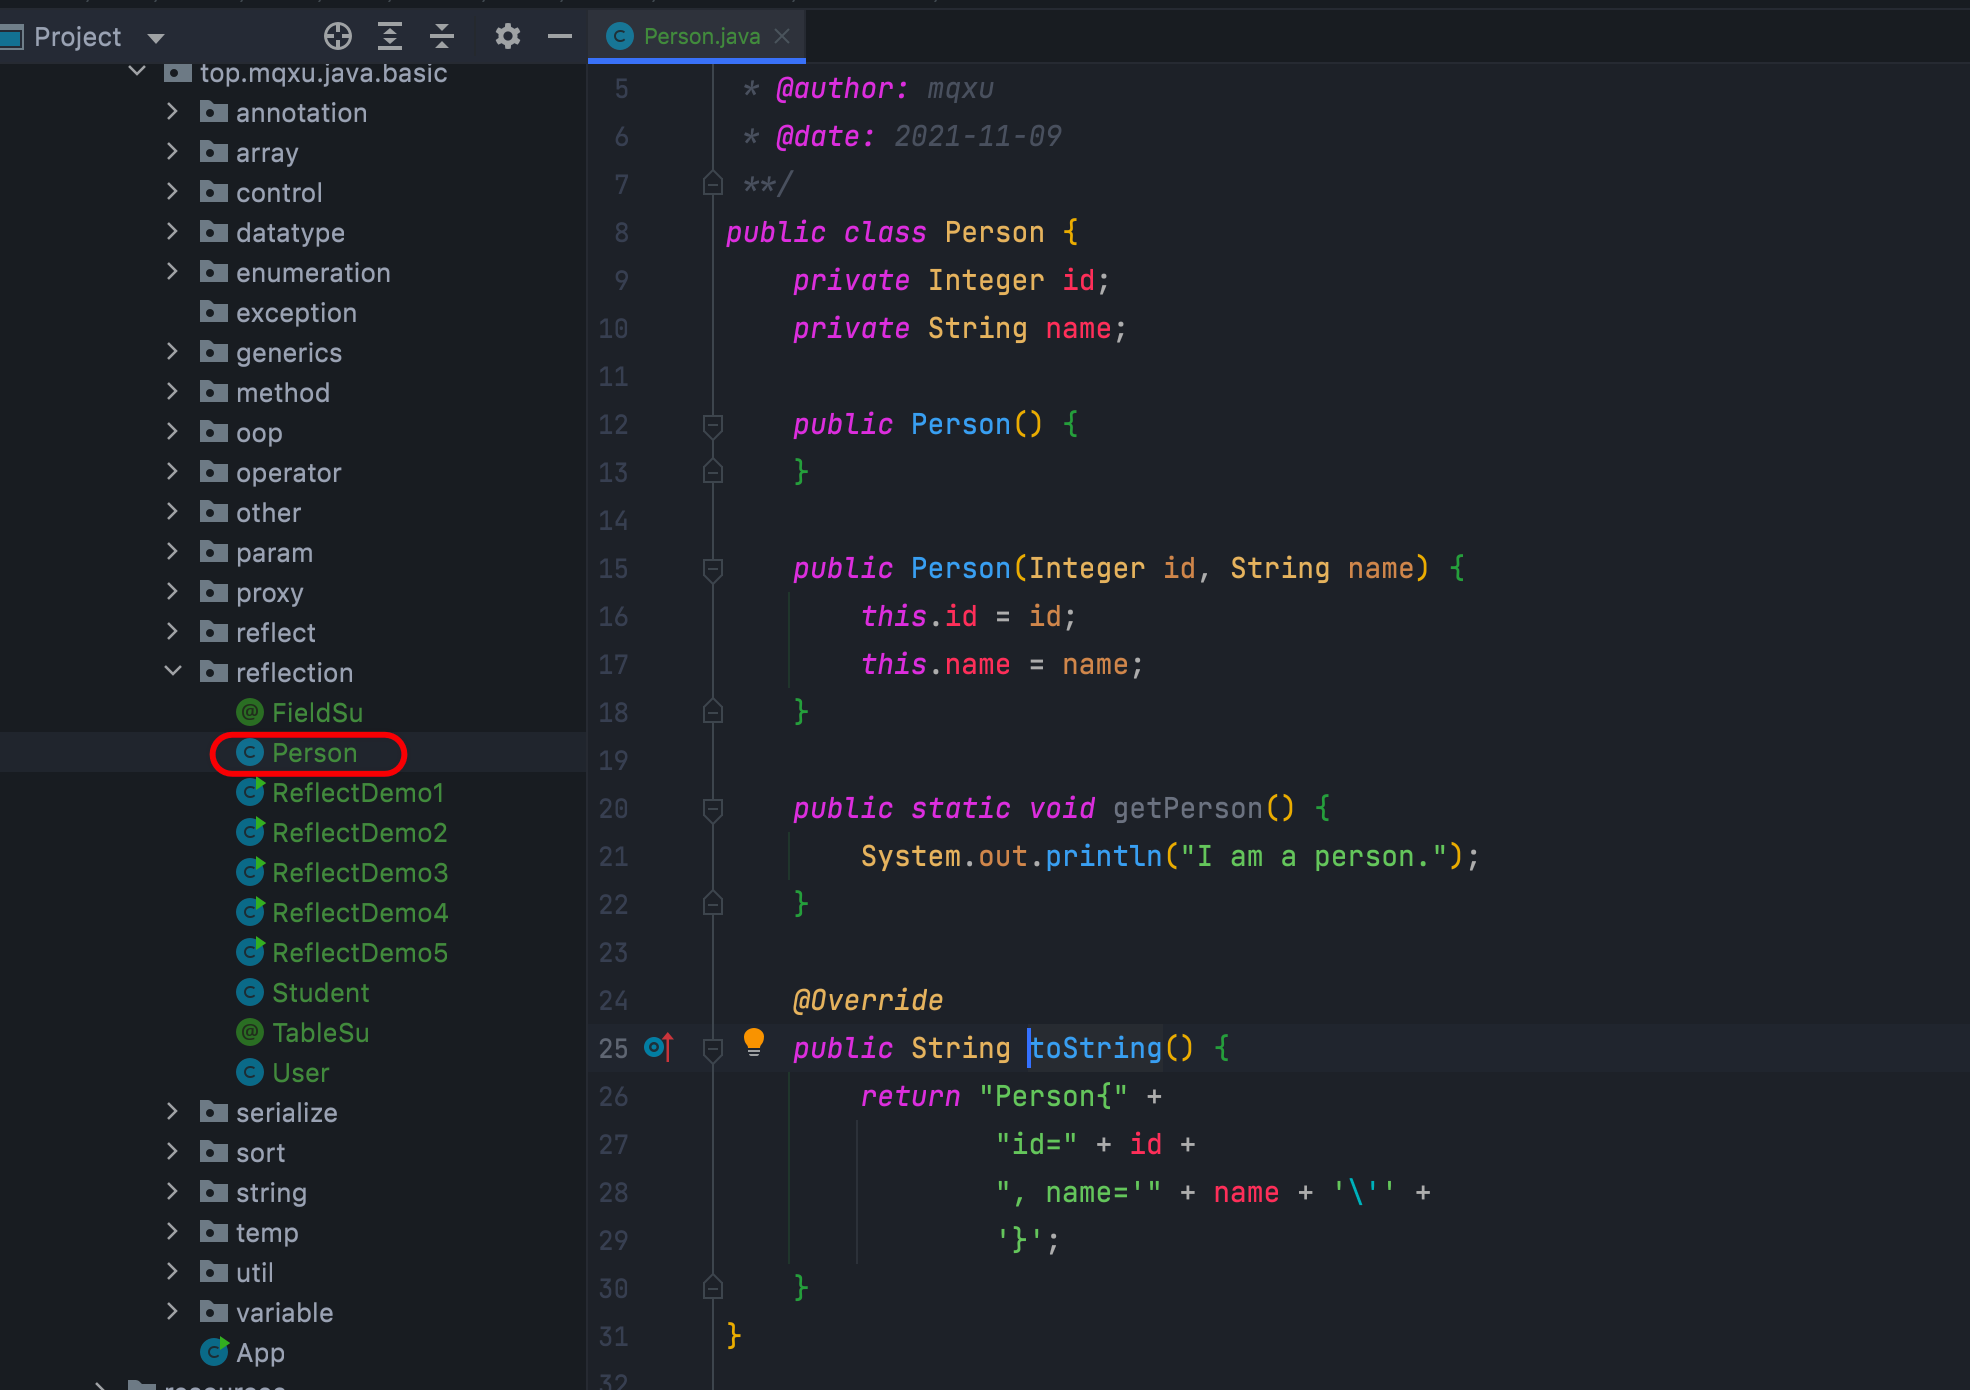 Project
top.mqxu.java.basic
annotation
array
control
datatype
enumeration
exception
generics
method
oop
operator
other
param
proxy
reflect
reflection
FieldSu
Person
ReflectDemo1
ReflectDemo2
ReflectDemo3
ReflectDemo4
ReflectDemo5
Student
TableSu
User
serialize
sort
string
temp
util
variable
App
Person.java
5 * @author: mqxu
6 * @date: 2021-11-09
7 **/
8 public class Person {
9 private Integer id;
10 private String name;
11
12 public Person() {
13 }
14
15 public Person(Integer id, String name) {
16 this.id = id;
17 this.name = name;
18 }
19
20 public static void getPerson() {
21 System.out.println("I am a person.");
22 }
23
24 @Override
25 public String toString() {
26 return "Person{" +
27 "id=" + id +
28 ", name='" + name + '\'' +
29 '}';
30 }
31 }
32